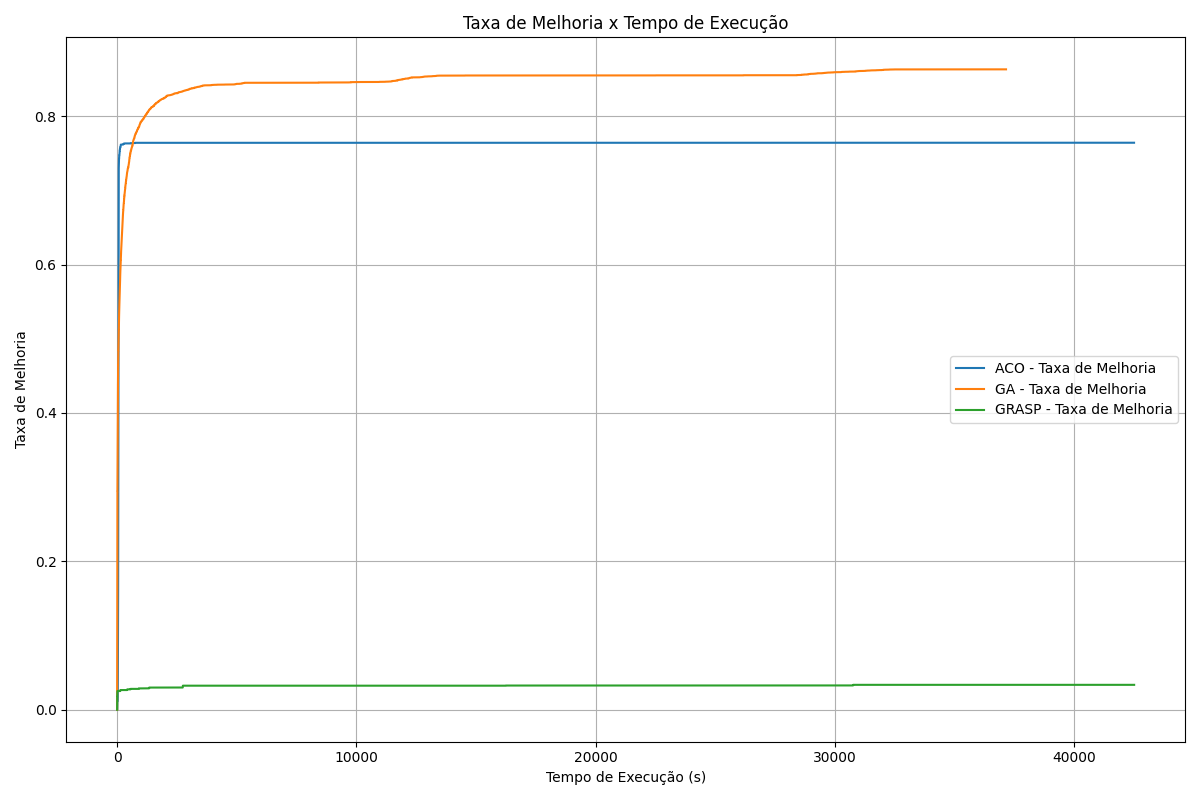 Taxa de Melhoria x Tempo de Execução
Taxa de Melhoria
0.8
0.6
0.4
0.2
0.0
ACO - Taxa de Melhoria
GA - Taxa de Melhoria
GRASP - Taxa de Melhoria
0 10000 20000 30000 40000
Tempo de Execução (s)